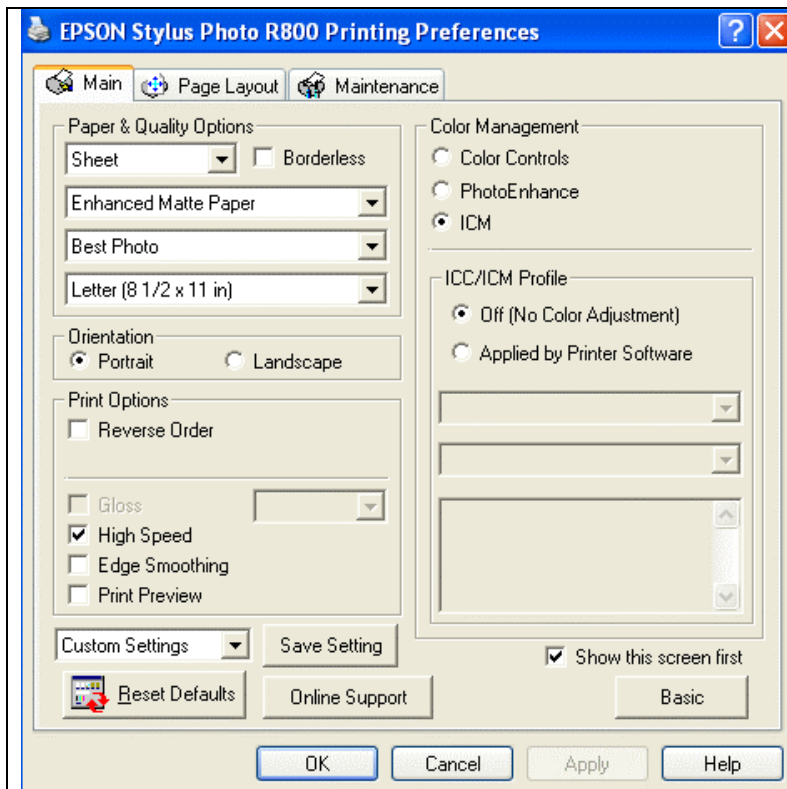 EPSON Stylus Photo R800 Printing Preferences
Main
Page Layout
Maintenance
Paper & Quality Options
Sheet
Borderless
Enhanced Matte Paper
Best Photo
Letter (8 1/2 x 11 in)
Orientation
Portrait
Landscape
Print Options
Reverse Order
Gloss
High Speed
Edge Smoothing
Print Preview
Custom Settings
Save Setting
Reset Defaults
Online Support
Color Management
Color Controls
PhotoEnhance
ICM
ICC/ICM Profile
Off (No Color Adjustment)
Applied by Printer Software
Show this screen first
Basic
OK
Cancel
Apply
Help